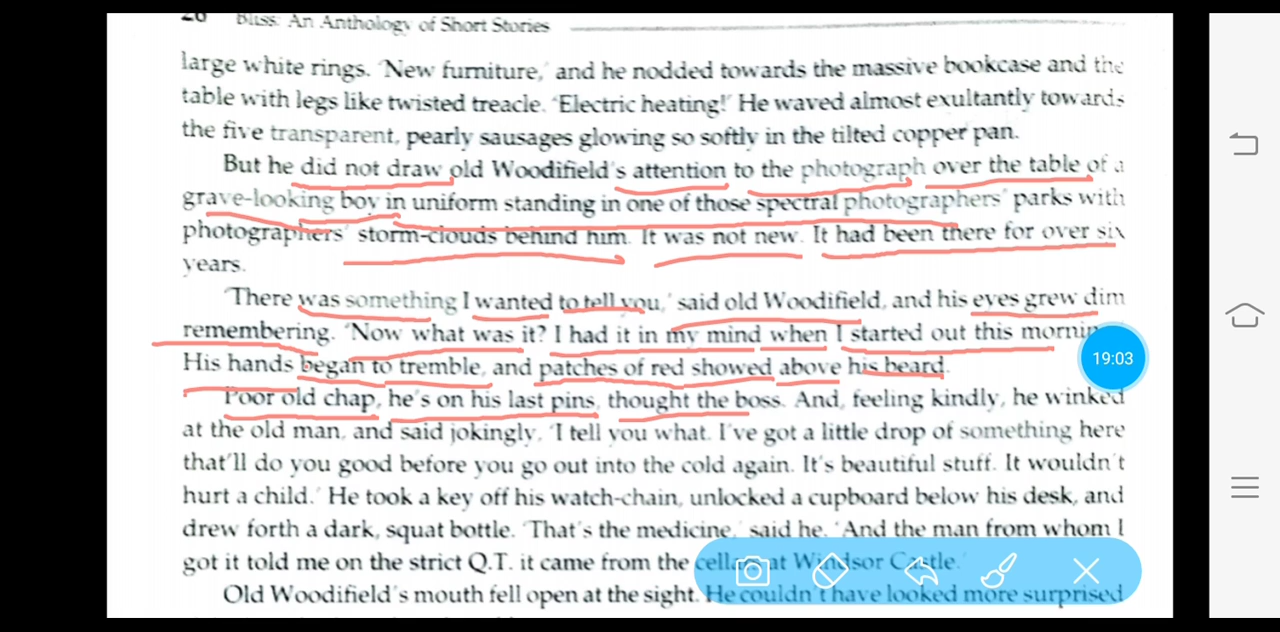 20 Bliss: An Anthology of Short Stories
large white rings. 'New furniture,' and he nodded towards the massive bookcase and the
table with legs like twisted treacle. 'Electric heating!' He waved almost exultantly towards
the five transparent, pearly sausages glowing so softly in the tilted copper pan.
But he did not draw old Woodifield's attention to the photograph over the table of a
grave-looking boy in uniform standing in one of those spectral photographers' parks with
photographers' storm-clouds behind him. It was not new. It had been there for over six
years.
'There was something I wanted to tell you,' said old Woodifield, and his eyes grew dim
remembering. 'Now what was it? I had it in my mind when I started out this mornin
His hands began to tremble, and patches of red showed above his beard.
19:03
Poor old chap, he's on his last pins, thought the boss. And, feeling kindly, he winked
at the old man, and said jokingly, 'I tell you what. I've got a little drop of something here
that'll do you good before you go out into the cold again. It's beautiful stuff. It wouldn't
hurt a child.' He took a key off his watch-chain, unlocked a cupboard below his desk, and
drew forth a dark, squat bottle. 'That's the medicine,' said he. 'And the man from whom I
got it told me on the strict Q.T. it came from the cellars at Windsor Castle.'
Old Woodifield's mouth fell open at the sight. He couldn't have looked more surprised